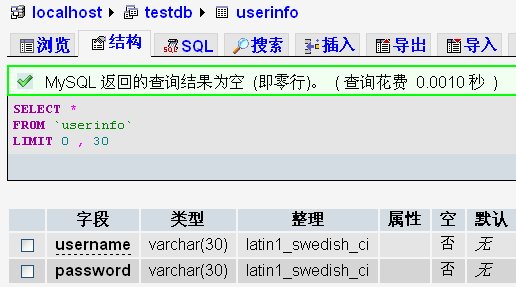 localhost testdb userinfo
浏览 结构 SQL 搜索 插入 导出 导入
MySQL 返回的查询结果为空 (即零行)。 ( 查询花费 0.0010 秒 )
SELECT *
FROM `userinfo`
LIMIT 0 , 30
字段 类型 整理 属性 空 默认
username varchar(30) latin1_swedish_ci 否 无
password varchar(30) latin1_swedish_ci 否 无